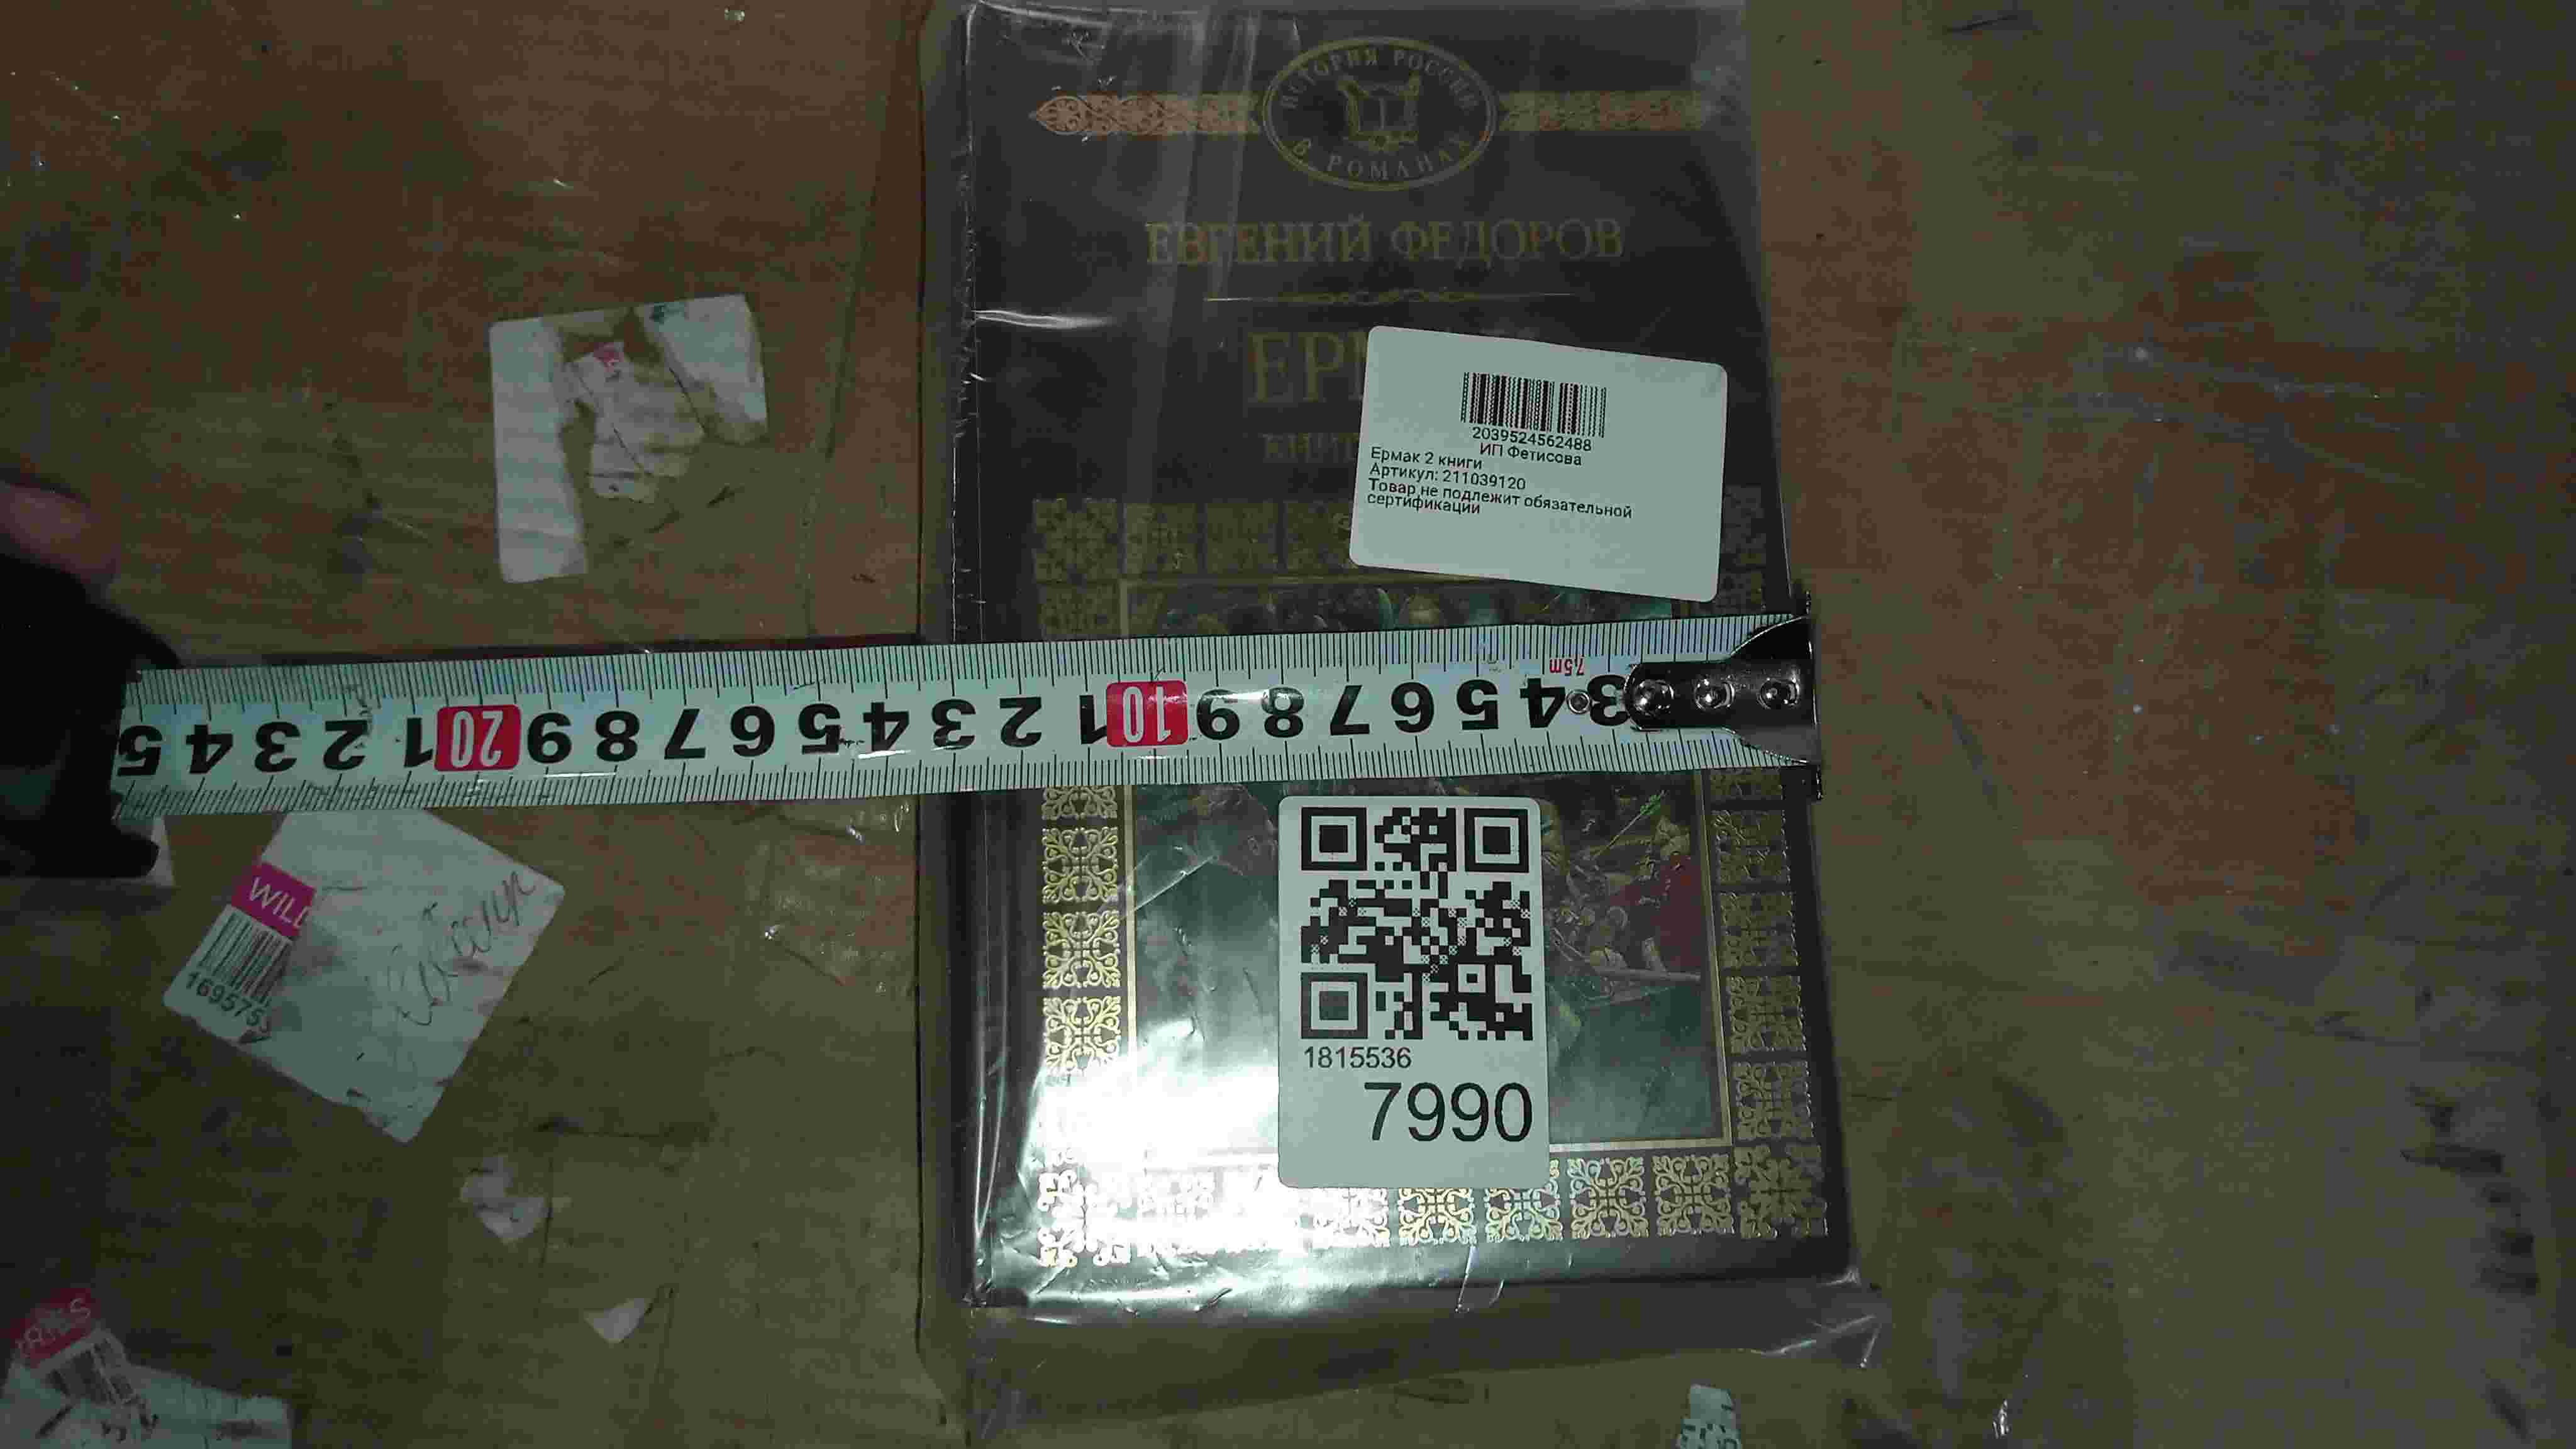 ИСТОРИЯ РОССИИ
В РОМАНАХ
ЕВГЕНИЙ ФЕДОРОВ
2039524562488
ИП Фетисова
Ермак 2 книги
Артикул: 211039120
Товар не подлежит обязательной
сертификации
7,5m
5 4 3 2 1 20 9 8 7 6 5 4 3 2 1 10 9 8 7 6 5 4 3
WIL
1695753
1815536
7990